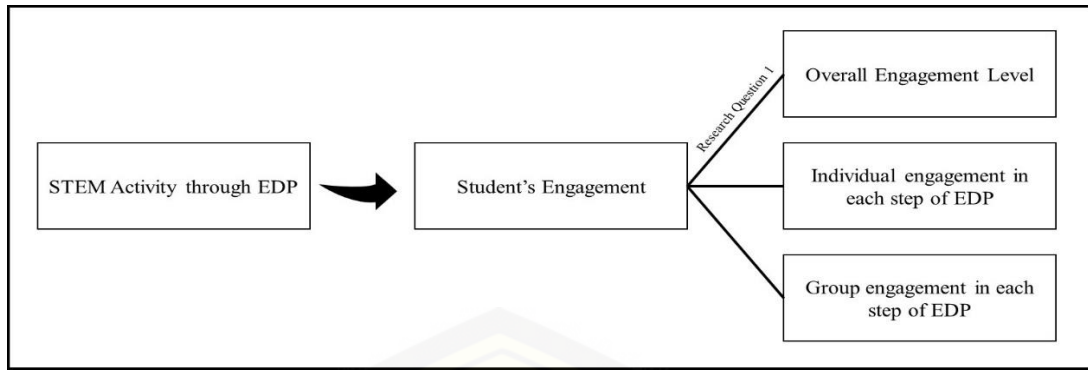 STEM Activity through EDP
Student’s Engagement
Research Question 1
Overall Engagement Level
Individual engagement in
each step of EDP
Group engagement in each
step of EDP